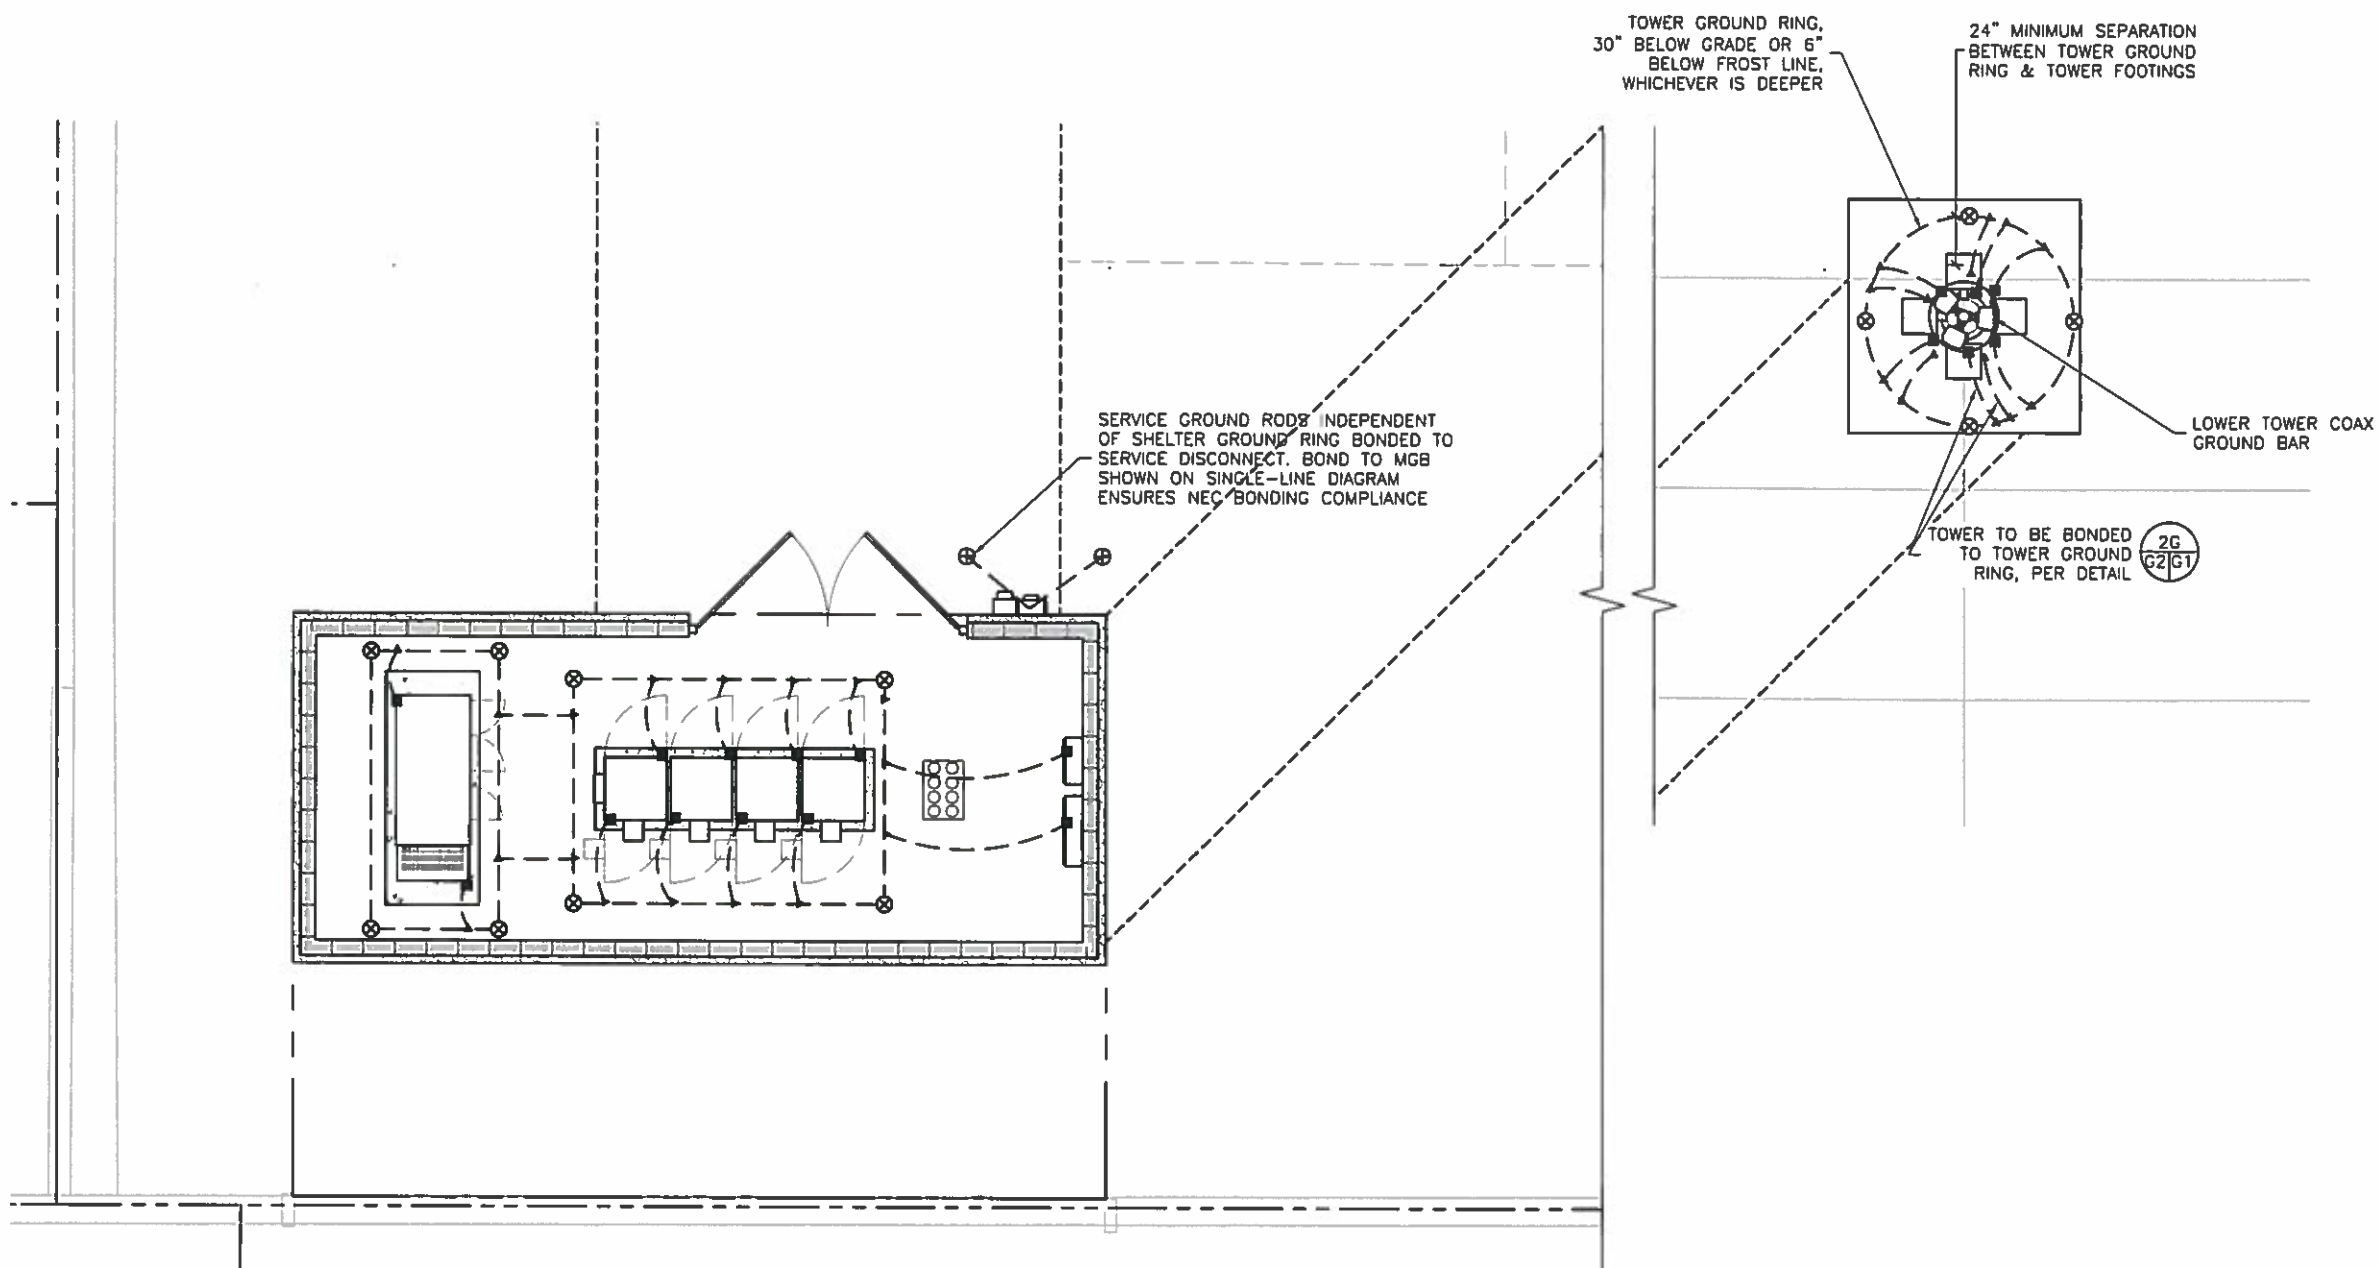 TOWER GROUND RING,
30" BELOW GRADE OR 6"
BELOW FROST LINE,
WHICHEVER IS DEEPER
24" MINIMUM SEPARATION
BETWEEN TOWER GROUND
RING & TOWER FOOTINGS
SERVICE GROUND RODS INDEPENDENT
OF SHELTER GROUND RING BONDED TO
SERVICE DISCONNECT. BOND TO MGB
SHOWN ON SINGLE-LINE DIAGRAM
ENSURES NEC BONDING COMPLIANCE
LOWER TOWER COAX
GROUND BAR
TOWER TO BE BONDED
TO TOWER GROUND
RING, PER DETAIL
2G
G2 G1